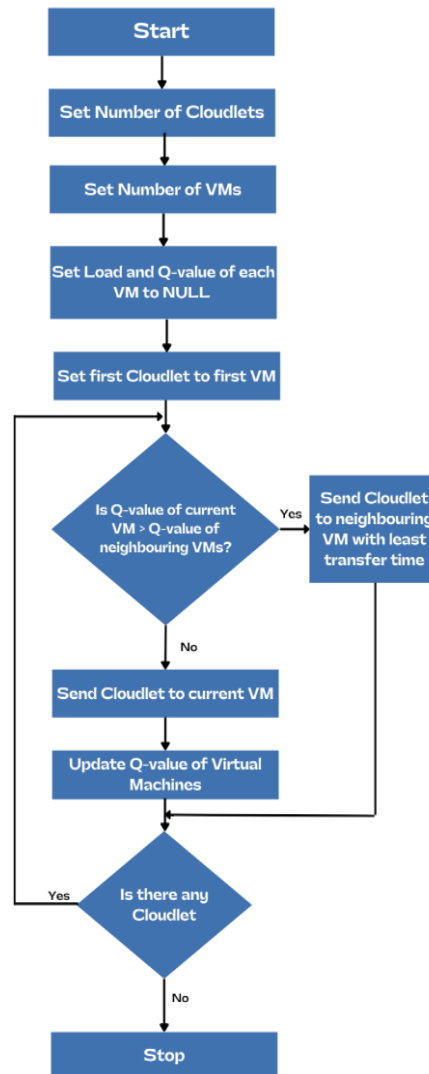 Start
Set Number of Cloudlets
Set Number of VMs
Set Load and Q-value of each
VM to NULL
Set first Cloudlet to first VM
Is Q-value of current
VM > Q-value of
neighbouring VMs?
Yes
Send Cloudlet
to neighbouring
VM with least
transfer time
No
Send Cloudlet to current VM
Update Q-value of Virtual
Machines
Is there any
Cloudlet
Yes
No
Stop